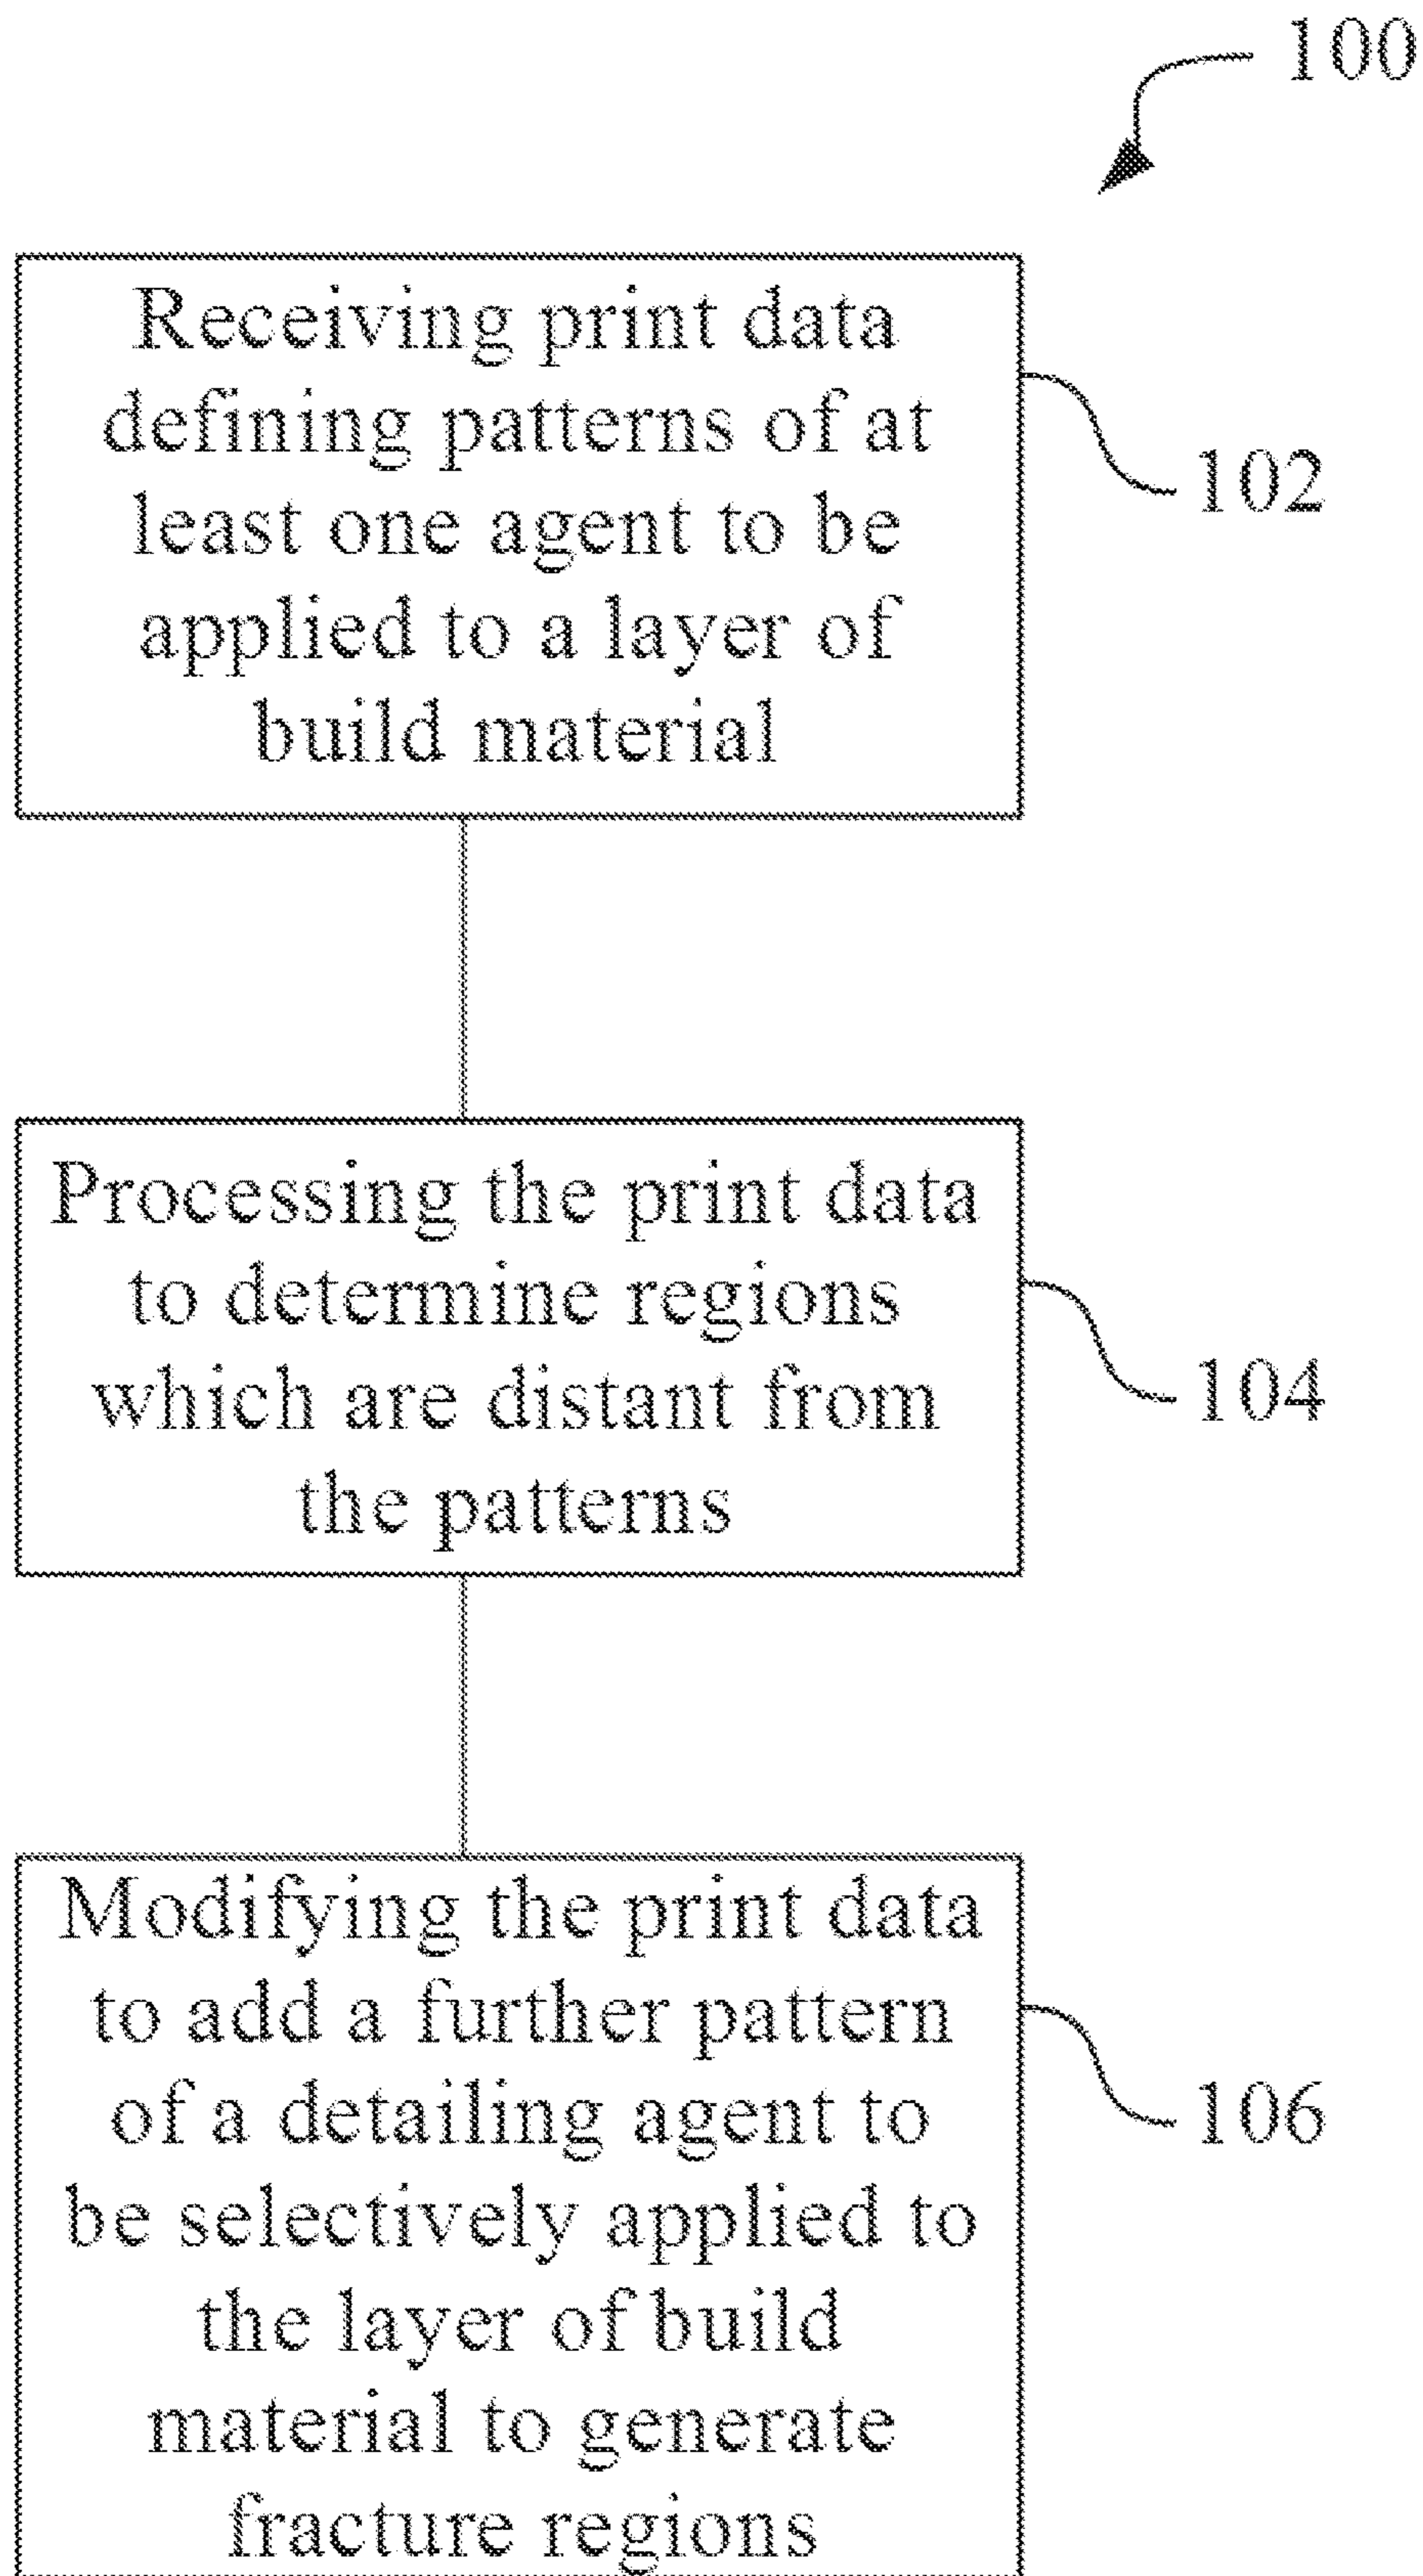 100
Receiving print data
defining patterns of at
least one agent to be
applied to a layer of
build material
102
Processing the print data
to determine regions
which are distant from
the patterns
104
Modifying the print data
to add a further pattern
of a detailing agent to
be selectively applied to
the layer of build
material to generate
fracture regions
106